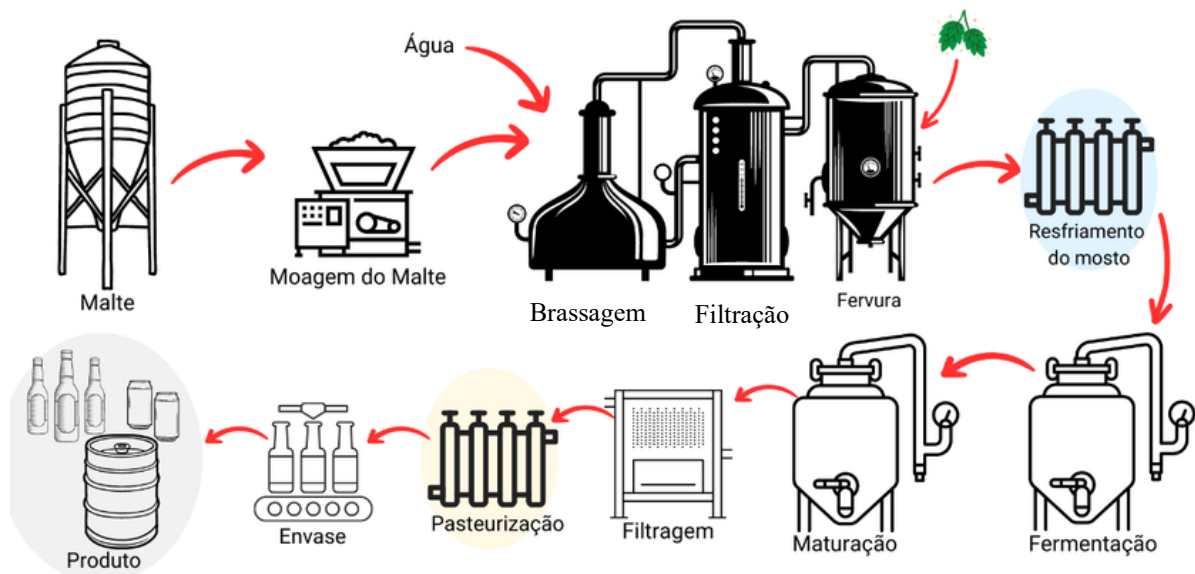 Água
Malte
Moagem do Malte
Brassagem
Filtração
Fervura
Resfriamento
do mosto
Produto
Envase
Pasteurização
Filtragem
Maturação
Fermentação